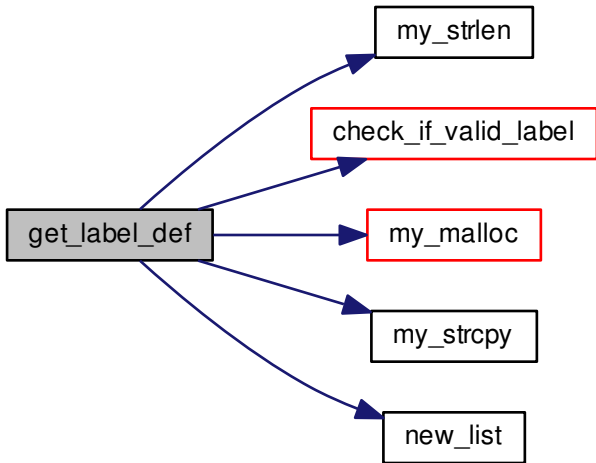 my_strlen
check_if_valid_label
get_label_def
my_malloc
my_strcpy
new_list